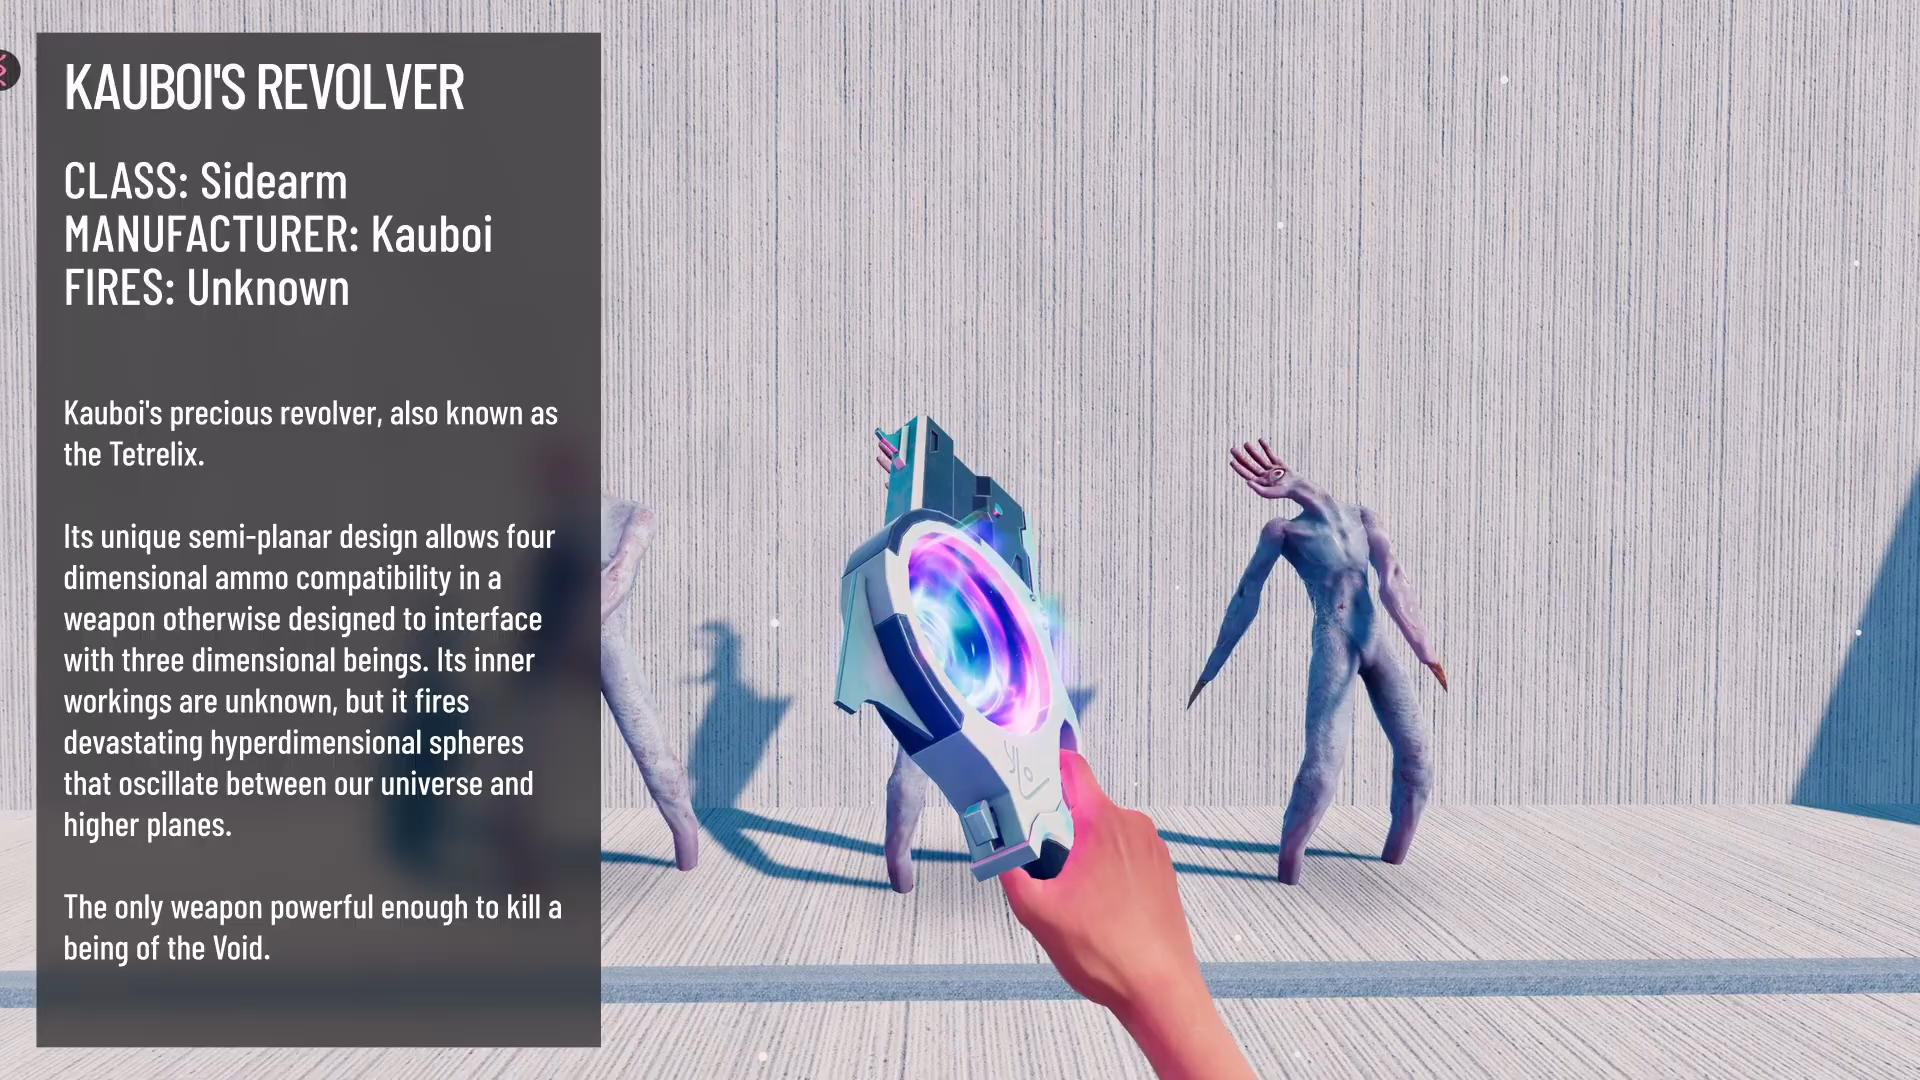 KAUBOI'S REVOLVER
CLASS: Sidearm
MANUFACTURER: Kauboi
FIRES: Unknown
Kauboi's precious revolver, also known as
the Tetrelix.
Its unique semi-planar design allows four
dimensional ammo compatibility in a
weapon otherwise designed to interface
with three dimensional beings. Its inner
workings are unknown, but it fires
devastating hyperdimensional spheres
that oscillate between our universe and
higher planes.
The only weapon powerful enough to kill a
being of the Void.